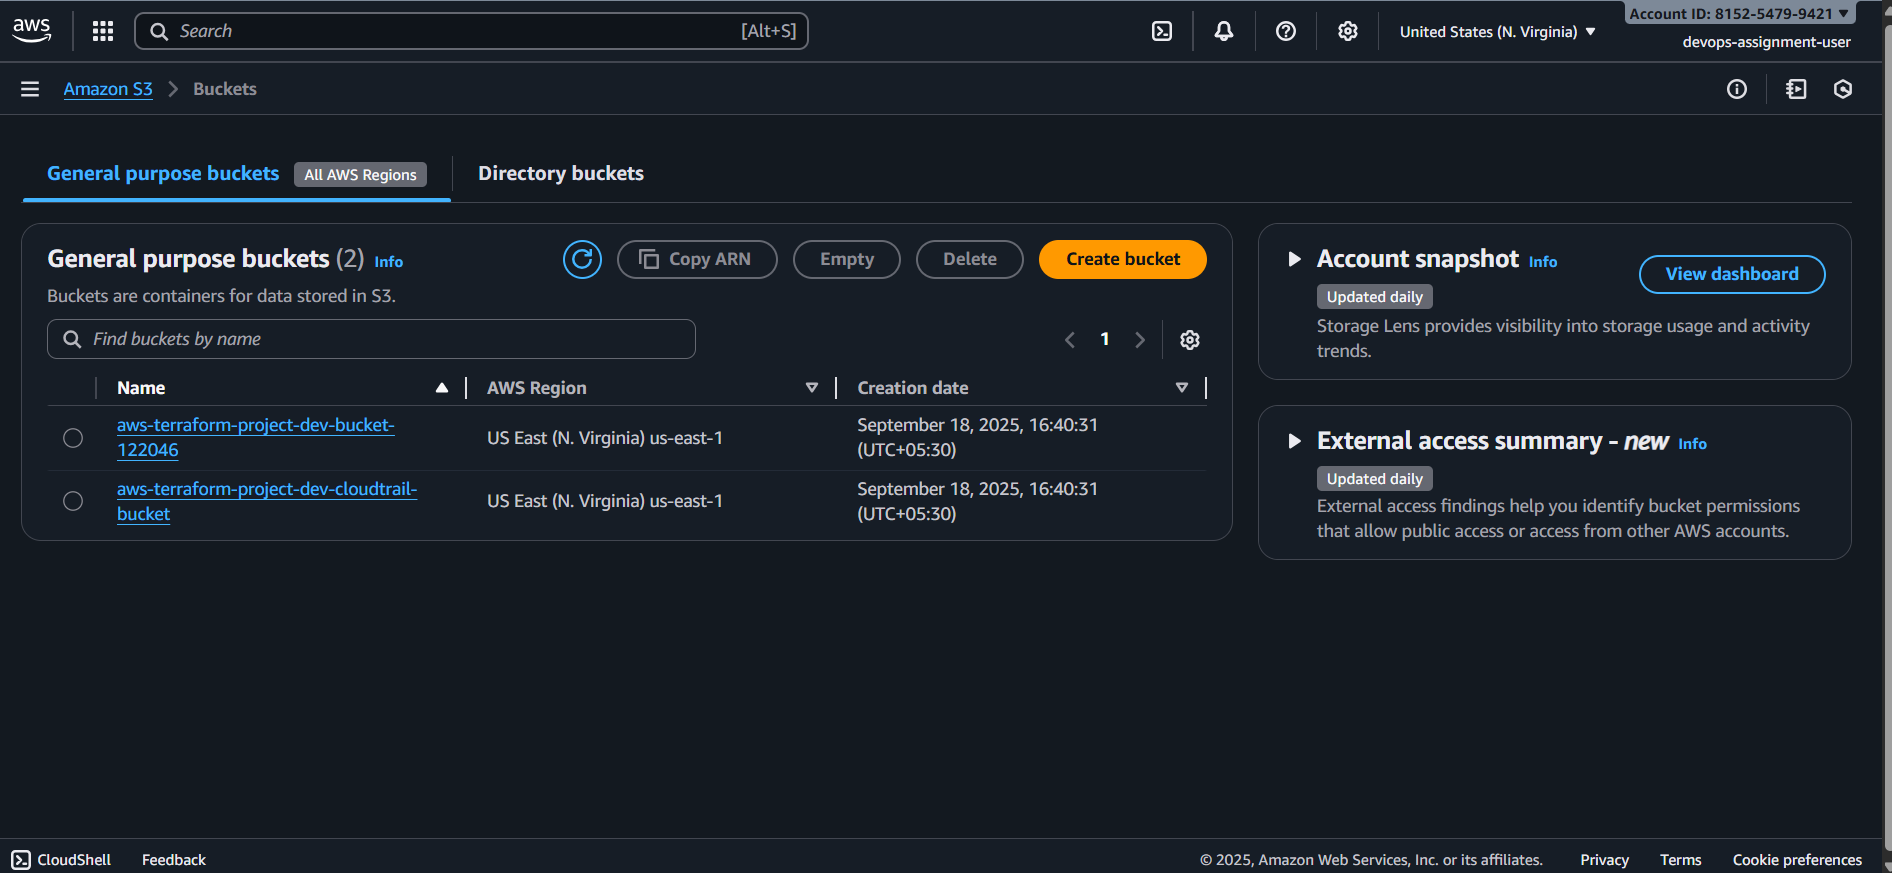 aws
Search
[Alt+S]
United States (N. Virginia)
Account ID: 8152-5479-9421
devops-assignment-user
Amazon S3
Buckets
General purpose buckets
All AWS Regions
Directory buckets
General purpose buckets (2) Info
Copy ARN
Empty
Delete
Create bucket
Buckets are containers for data stored in S3.
Find buckets by name
1
Name
AWS Region
Creation date
aws-terraform-project-dev-bucket-
122046
US East (N. Virginia) us-east-1
September 18, 2025, 16:40:31
(UTC+05:30)
aws-terraform-project-dev-cloudtrail-
bucket
US East (N. Virginia) us-east-1
September 18, 2025, 16:40:31
(UTC+05:30)
Account snapshot Info
View dashboard
Updated daily
Storage Lens provides visibility into storage usage and activity
trends.
External access summary - new Info
Updated daily
External access findings help you identify bucket permissions
that allow public access or access from other AWS accounts.
CloudShell
Feedback
© 2025, Amazon Web Services, Inc. or its affiliates.
Privacy
Terms
Cookie preferences